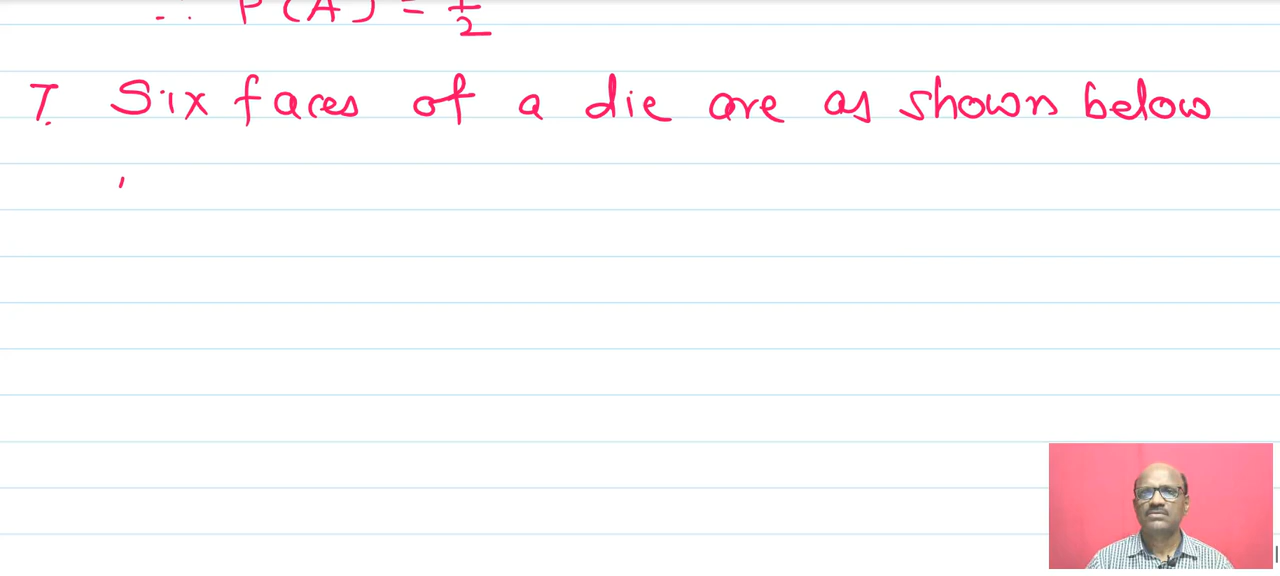 ∴ P(A) = 1/2
7. Six faces of a die are as shown below